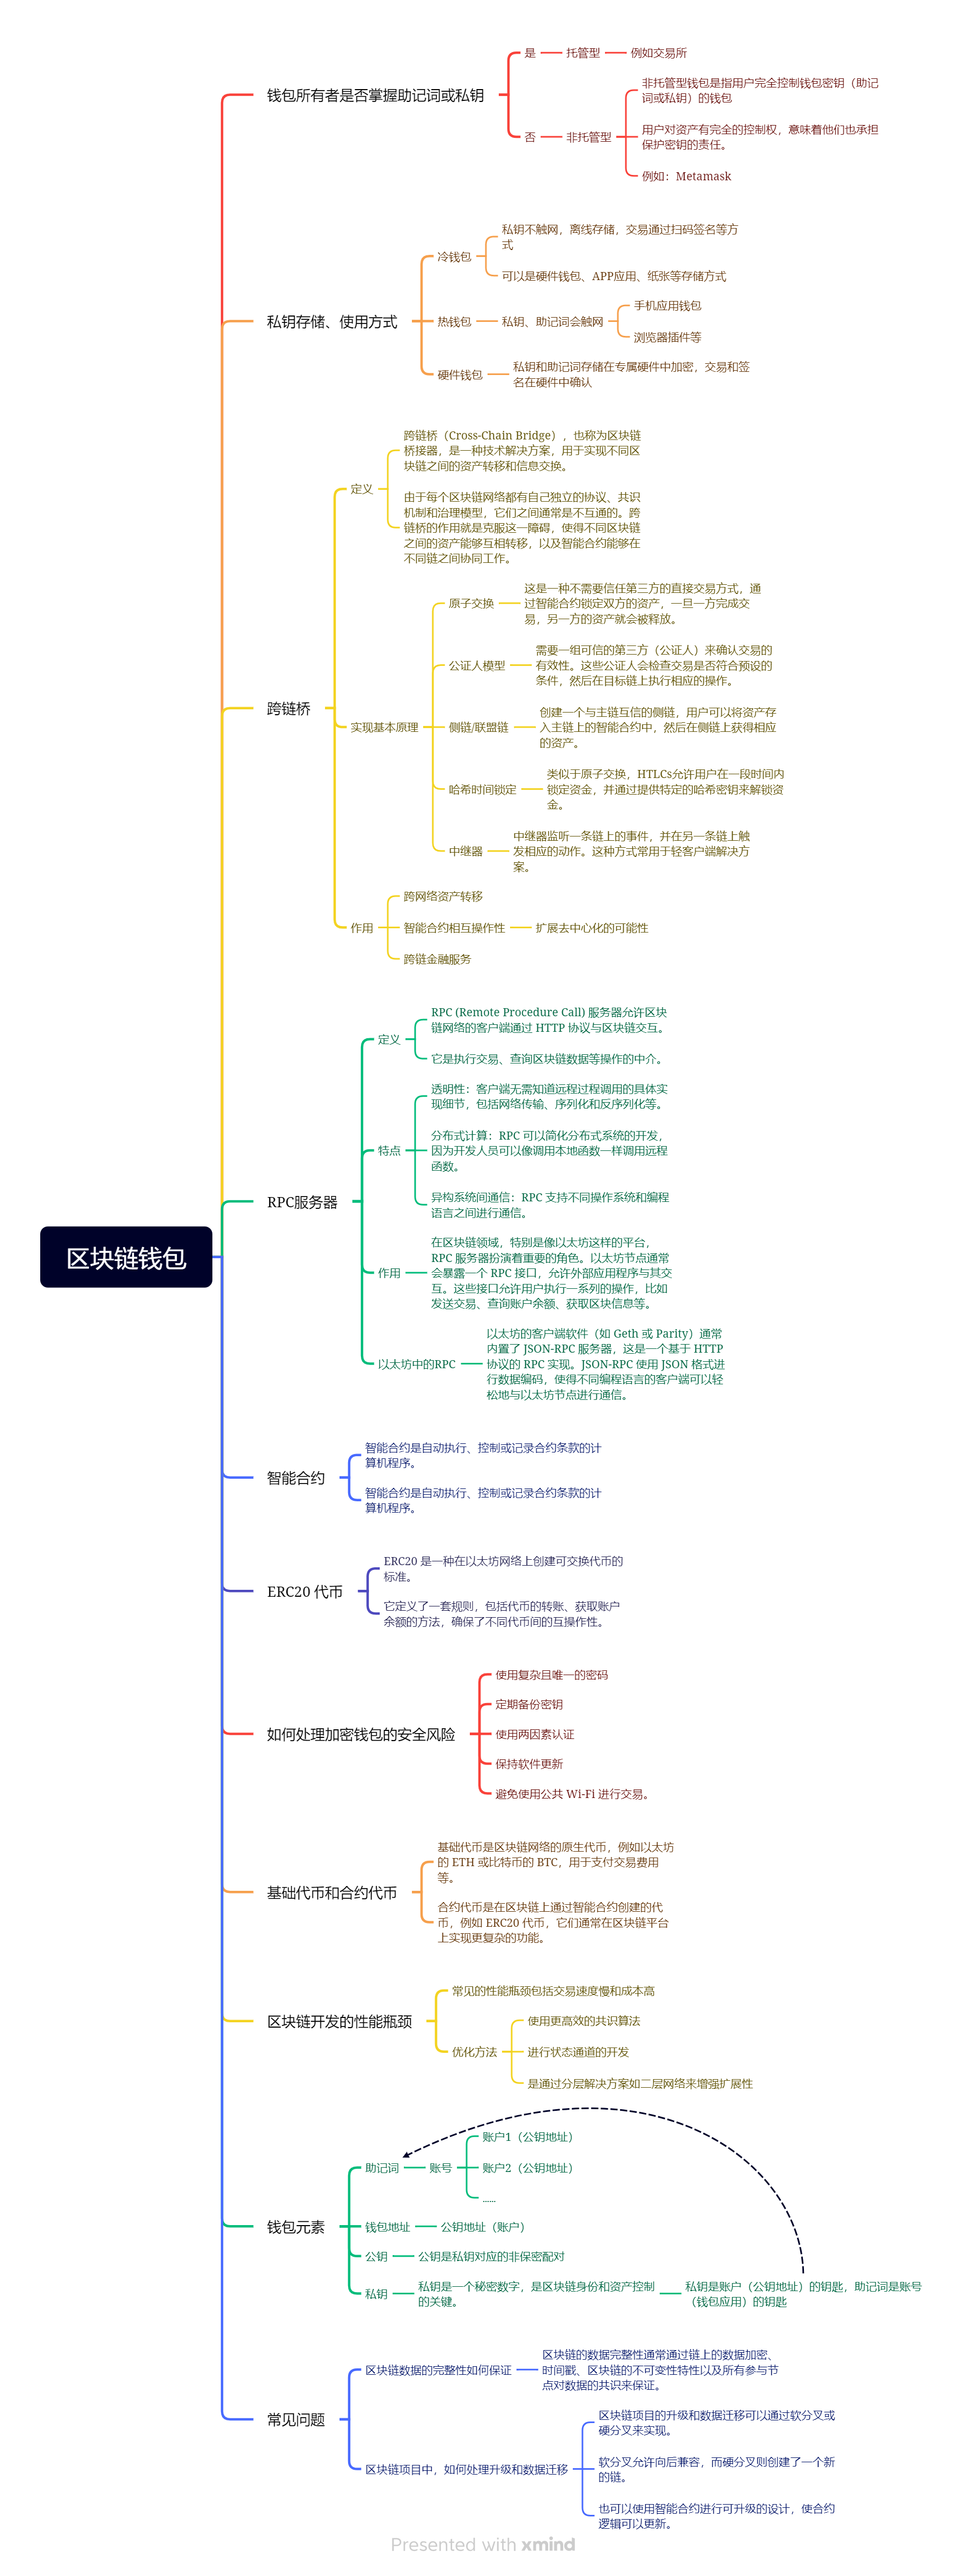 区块链钱包
钱包所有者是否掌握助记词或私钥
是
托管型
例如交易所
否
非托管型
非托管型钱包是指用户完全控制钱包密钥（助记
词或私钥）的钱包
用户对资产有完全的控制权，意味着他们也承担
保护密钥的责任。
例如：Metamask
私钥存储、使用方式
冷钱包
私钥不触网，离线存储，交易通过扫码签名等方
式
可以是硬件钱包、APP应用、纸张等存储方式
热钱包
私钥、助记词会触网
手机应用钱包
浏览器插件等
硬件钱包
私钥和助记词存储在专属硬件中加密，交易和签
名在硬件中确认
跨链桥
定义
跨链桥（Cross-Chain Bridge），也称为区块链
桥接器，是一种技术解决方案，用于实现不同区
块链之间的资产转移和信息交换。
由于每个区块链网络都有自己独立的协议、共识
机制和治理模型，它们之间通常是不互通的。跨
链桥的作用就是克服这一障碍，使得不同区块链
之间的资产能够互相转移，以及智能合约能够在
不同链之间协同工作。
实现基本原理
原子交换
这是一种不需要信任第三方的直接交易方式，通
过智能合约锁定双方的资产，一旦一方完成交
易，另一方的资产就会被释放。
公证人模型
需要一组可信的第三方（公证人）来确认交易的
有效性。这些公证人会检查交易是否符合预设的
条件，然后在目标链上执行相应的操作。
侧链/联盟链
创建一个与主链互信的侧链，用户可以将资产存
入主链上的智能合约中，然后在侧链上获得相应
的资产。
哈希时间锁定
类似于原子交换，HTLCs允许用户在一段时间内
锁定资金，并通过提供特定的哈希密钥来解锁资
金。
中继器
中继器监听一条链上的事件，并在另一条链上触
发相应的动作。这种方式常用于轻客户端解决方
案。
作用
跨网络资产转移
智能合约相互操作性
扩展去中心化的可能性
跨链金融服务
RPC服务器
定义
RPC (Remote Procedure Call) 服务器允许区块
链网络的客户端通过 HTTP 协议与区块链交互。
它是执行交易、查询区块链数据等操作的中介。
特点
透明性：客户端无需知道远程过程调用的具体实
现细节，包括网络传输、序列化和反序列化等。
分布式计算：RPC 可以简化分布式系统的开发，
因为开发人员可以像调用本地函数一样调用远程
函数。
异构系统间通信：RPC 支持不同操作系统和编程
语言之间进行通信。
作用
在区块链领域，特别是像以太坊这样的平台，
RPC 服务器扮演着重要的角色。以太坊节点通常
会暴露一个 RPC 接口，允许外部应用程序与其交
互。这些接口允许用户执行一系列的操作，比如
发送交易、查询账户余额、获取区块信息等。
以太坊中的RPC
以太坊的客户端软件（如 Geth 或 Parity）通常
内置了 JSON-RPC 服务器，这是一个基于 HTTP
协议的 RPC 实现。JSON-RPC 使用 JSON 格式进
行数据编码，使得不同编程语言的客户端可以轻
松地与以太坊节点进行通信。
智能合约
智能合约是自动执行、控制或记录合约条款的计
算机程序。
智能合约是自动执行、控制或记录合约条款的计
算机程序。
ERC20 代币
ERC20 是一种在以太坊网络上创建可交换代币的
标准。
它定义了一套规则，包括代币的转账、获取账户
余额的方法，确保了不同代币间的互操作性。
如何处理加密钱包的安全风险
使用复杂且唯一的密码
定期备份密钥
使用两因素认证
保持软件更新
避免使用公共 Wi-Fi 进行交易。
基础代币和合约代币
基础代币是区块链网络的原生代币，例如以太坊
的 ETH 或比特币的 BTC，用于支付交易费用
等。
合约代币是在区块链上通过智能合约创建的代
币，例如 ERC20 代币，它们通常在区块链平台
上实现更复杂的功能。
区块链开发的性能瓶颈
常见的性能瓶颈包括交易速度慢和成本高
优化方法
使用更高效的共识算法
进行状态通道的开发
是通过分层解决方案如二层网络来增强扩展性
钱包元素
助记词
账号
账户1（公钥地址）
账户2（公钥地址）
......
钱包地址
公钥地址（账户）
公钥
公钥是私钥对应的非保密配对
私钥
私钥是一个秘密数字，是区块链身份和资产控制
的关键。
私钥是账户（公钥地址）的钥匙，助记词是账号
（钱包应用）的钥匙
常见问题
区块链数据的完整性如何保证
区块链的数据完整性通常通过链上的数据加密、
时间戳、区块链的不可变性特性以及所有参与节
点对数据的共识来保证。
区块链项目中，如何处理升级和数据迁移
区块链项目的升级和数据迁移可以通过软分叉或
硬分叉来实现。
软分叉允许向后兼容，而硬分叉则创建了一个新
的链。
也可以使用智能合约进行可升级的设计，使合约
逻辑可以更新。
Presented with xmind